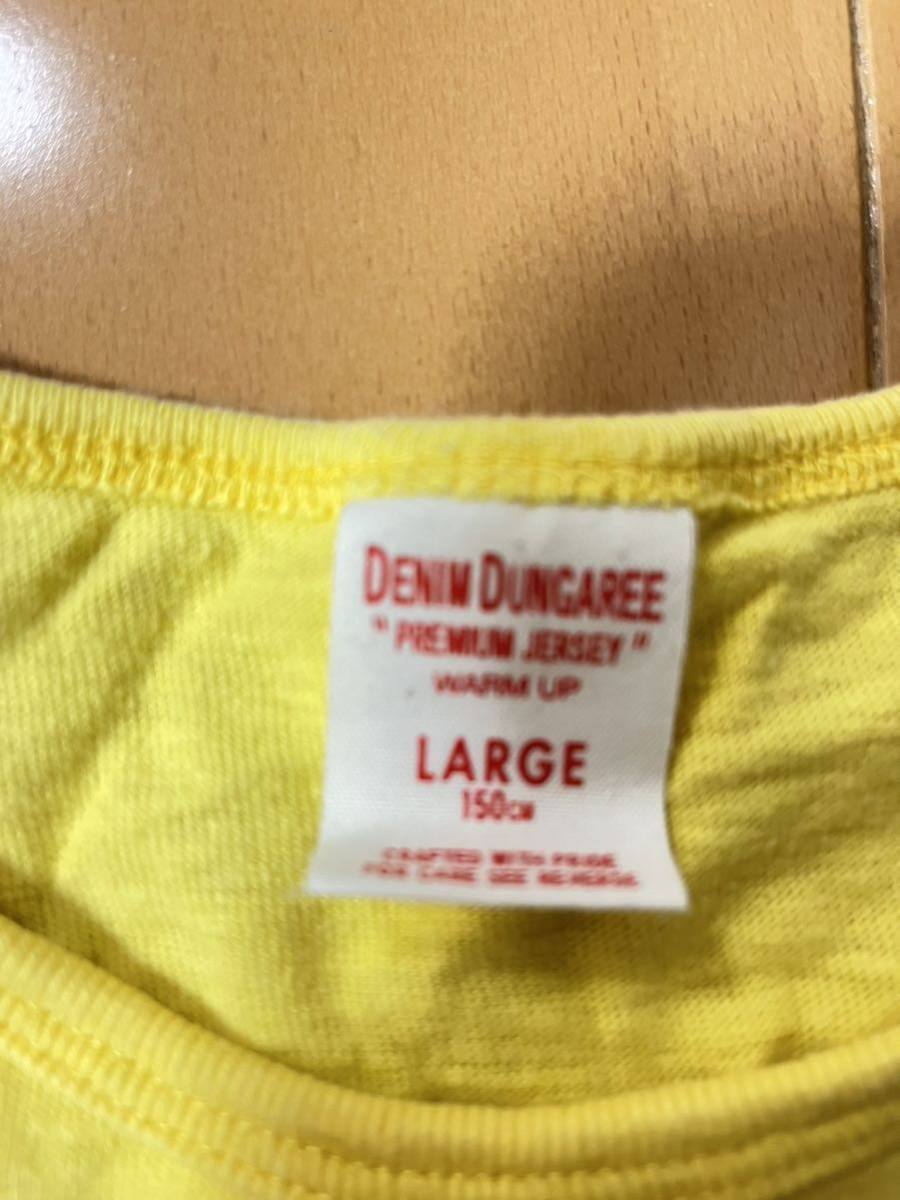 DENIM DUNGAREE
" PREMIUM JERSEY "
WARM UP
LARGE
150CM
CRAFTED WITH PRIDE
FOR CARE SEE REVERSE